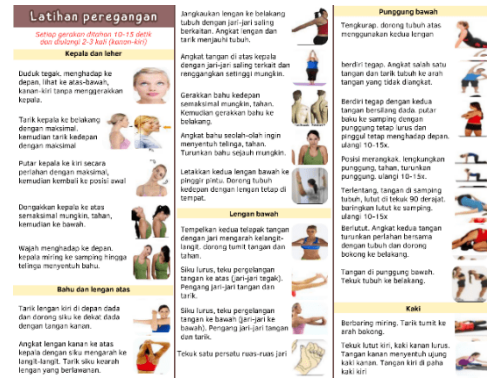 Latihan peregangan
Setiap gerakan ditahan 10-15 detik
dan diulangi 2-3 kali (kanan-kiri)
Kepala dan leher
Duduk tegak, menghadap ke
depan, lihat ke atas-bawah,
kanan-kiri tanpa menggerakkan
kepala.
Tarik kepala ke belakang
dengan maksimal,
kemudian tarik kedepan
dengan maksimal
Putar kepala ke kiri secara
perlahan dengan maksimal,
kemudian kembali ke posisi awal
Dongakkan kepala ke atas
semaksimal mungkin, tahan,
kemudian ke bawah.
Wajah menghadap ke depan,
kepala miring ke samping hingga
telinga menyentuh bahu.
Bahu dan lengan atas
Tarik lengan kiri di depan dada
dan dorong siku ke dekat dada
dengan tangan kanan.
Angkat lengan kanan ke atas
kepala dengan siku mengarah ke
langit-langit. Tarik siku kearah
lengan yang berlawanan.
Jangkaukan lengan ke belakang
tubuh dengan jari-jari saling
berkaitan. Angkat lengan dan
tarik menjauhi tubuh.
Angkat tangan di atas kepala
dengan jari-jari saling terkait dan
renggangkan setinggi mungkin.
Gerakkan bahu kedepan
semaksimal mungkin, tahan.
Kemudian gerakkan bahu ke
belakang.
Angkat bahu seolah-olah ingin
menyentuh telinga, tahan.
Turunkan bahu sejauh mungkin.
Letakkan kedua lengan bawah ke
pinggir pintu. Dorong tubuh
kedepan dengan lengan tetap di
tempat.
Lengan bawah
Tempelkan kedua telapak tangan
dengan jari mengarah kelangit-
langit. dorong tumit tangan dan
tahan.
Siku lurus, teku pergelangan
tangan ke atas (jari-jari tegak).
Pengang jari-jari tangan dan
tarik.
Siku lurus, teku pergelangan
tangan ke bawah (jari-jari ke
bawah). Pengang jari-jari tangan
dan tarik.
Tekuk satu persatu ruas-ruas jari
Punggung bawah
Tengkurap. dorong tubuh atas
menggunakan kedua lengan
berdiri tegap. Angkat salah satu
tangan dan tarik tubuh ke arah
tangan yang tidak diangkat.
Berdiri tegap dengan kedua
tangan bersilang dada. putar
baku ke samping dengan
punggung tetap lurus dan
pinggul tetap menghadap depan.
ulangi 10-15x.
Posisi merangkak. lengkungkan
punggung, tahan, turunkan
punggung. ulangi 10-15x.
Terlentang, tangan di samping
tubuh, lutut di tekuk 90 derajat.
baringkan lutut ke samping.
ulangi 10-15x
Berlutut. Angkat kedua tangan
turunkan perlahan bersama
dengan tubuh dan dorong
bokong ke belakang.
Tangan di punggung bawah.
Tekuk tubuh ke belakang.
Kaki
Berbaring miring. Tarik tumit ke
arah bokong.
Tekuk lutut kiri, kaki kanan lurus.
Tangan kanan menyentuh ujung
kaki kanan. Tangan kiri di paha
kaki kiri